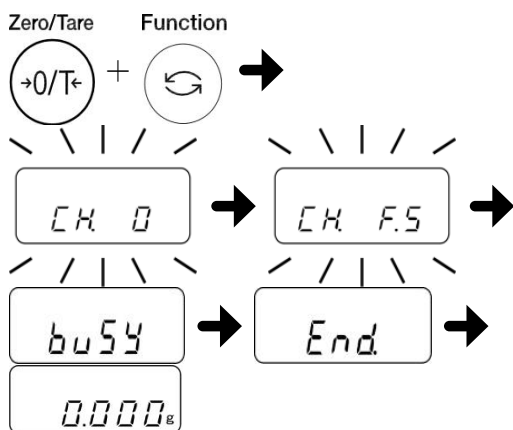 Zero/Tare Function
→0/T← +
CH. 0 CH. F.S
buSY End.
0.000g